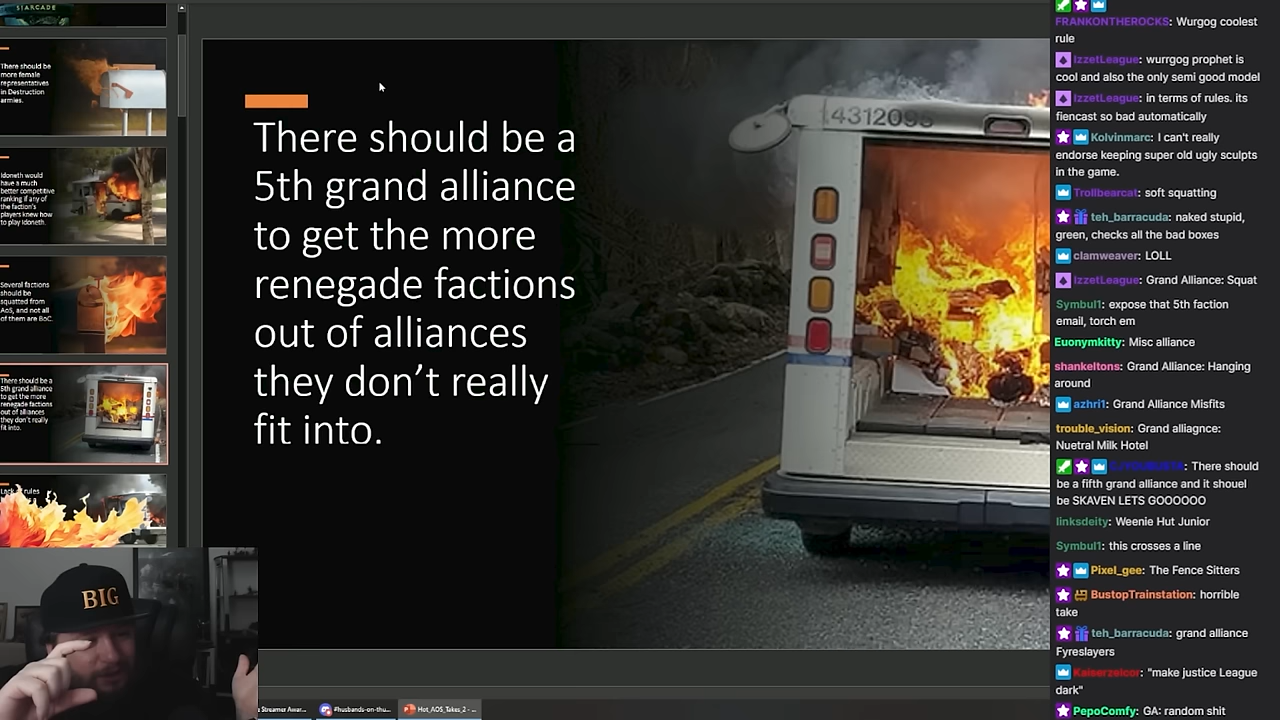 STARCADE
There should be
more female
representatives
in Destruction
armies.
Idoneth would
have a much
better competitive
ranking if any of
the faction's
players knew how
to play Idoneth.
Several factions
should be
squatted from
AoS, and not all
of them are BoC.
There should be a
5th grand alliance
to get the more
renegade factions
out of alliances
they don't really
fit into.
Lack of rules
BIG
There should be a
5th grand alliance
to get the more
renegade factions
out of alliances
they don't really
fit into.
14312095
Streamer Awar...
#husbands-on-thu...
Hot_AOS_Takes_2 - ...
FRANKONTHEROCKS: Wurgog coolest
rule
IzzetLeague: wurrgog prophet is
cool and also the only semi good model
IzzetLeague: in terms of rules. its
fiencast so bad automatically
Kolvinmarc: I can't really
endorse keeping super old ugly sculpts
in the game.
Trollbearcat: soft squatting
teh_barracuda: naked stupid,
green, checks all the bad boxes
clamweaver: LOLL
IzzetLeague: Grand Alliance: Squat
Symbul1: expose that 5th faction
email, torch em
Euonymkitty: Misc alliance
shankeltons: Grand Alliance: Hanging
around
azhri1: Grand Alliance Misfits
trouble_vision: Grand alliagnce:
Nuetral Milk Hotel
: There should
be a fifth grand alliance and it shouel
be SKAVEN LETS GOOOOOO
linksdeity: Weenie Hut Junior
Symbul1: this crosses a line
Pixel_gee: The Fence Sitters
BustopTrainstation: horrible
take
teh_barracuda: grand alliance
Fyreslayers
Kaiserzelcor: "make justice League
dark"
PepoComfy: GA: random shit